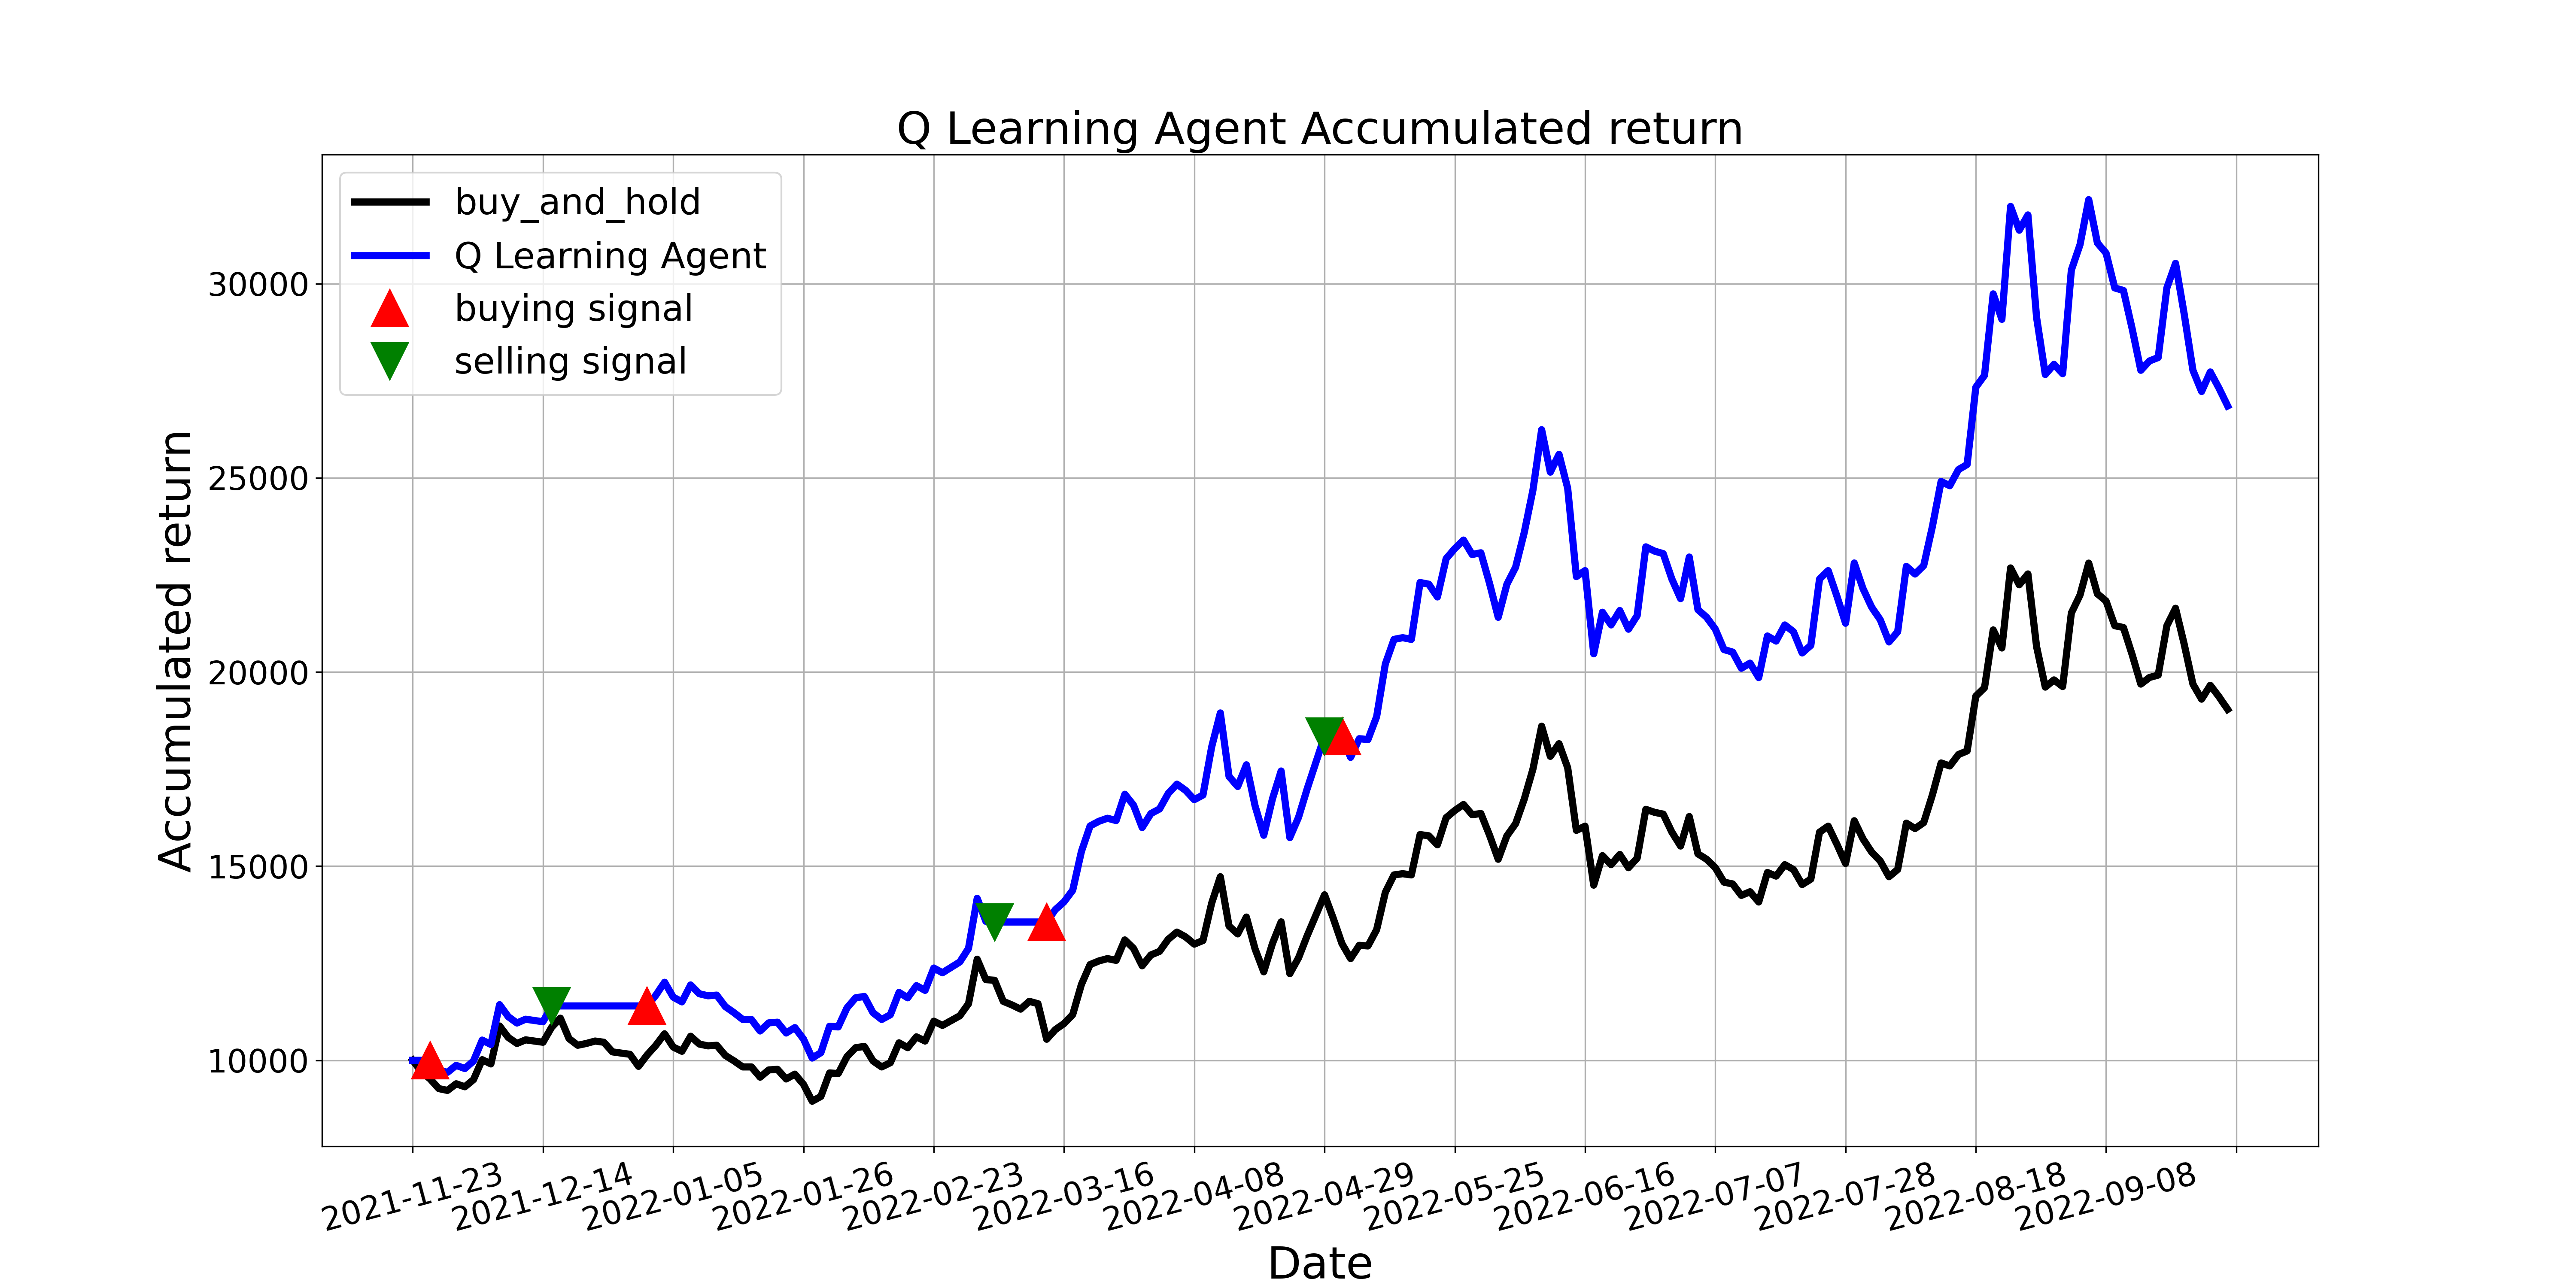 Q Learning Agent Accumulated return
buy_and_hold
Q Learning Agent
buying signal
selling signal
Accumulated return
30000
25000
20000
15000
10000
2021-11-23
2021-12-14
2022-01-05
2022-01-26
2022-02-23
2022-03-16
2022-04-08
2022-04-29
2022-05-25
2022-06-16
2022-07-07
2022-07-28
2022-08-18
2022-09-08
Date